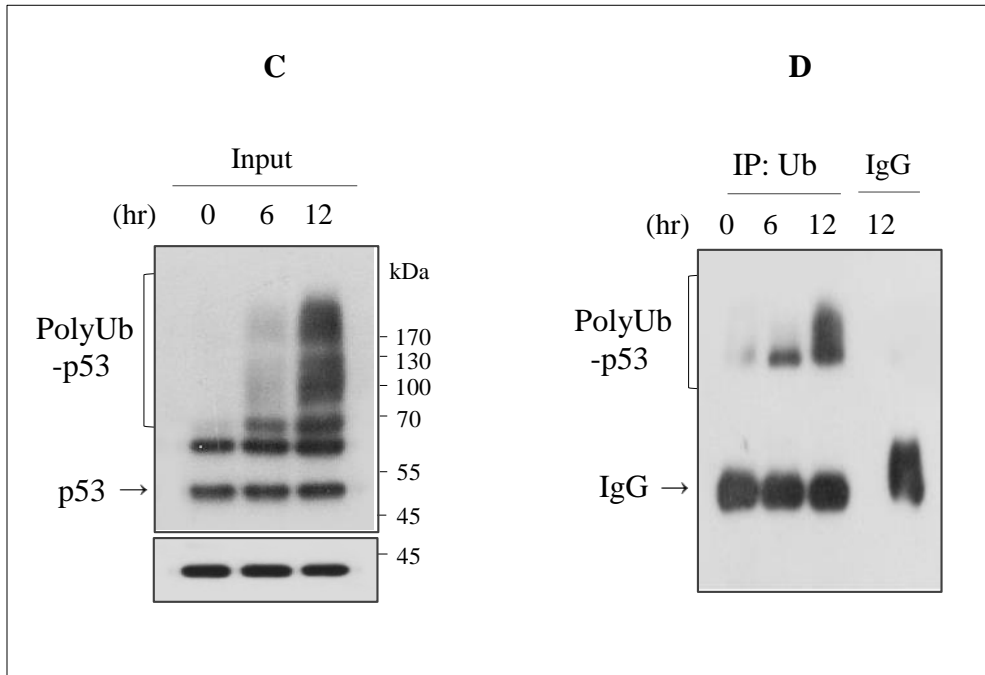 C
Input
(hr) 0 6 12
kDa
PolyUb
-p53
170
130
100
70
55
p53 →
45
45
D
IP: Ub IgG
(hr) 0 6 12 12
PolyUb
-p53
IgG →